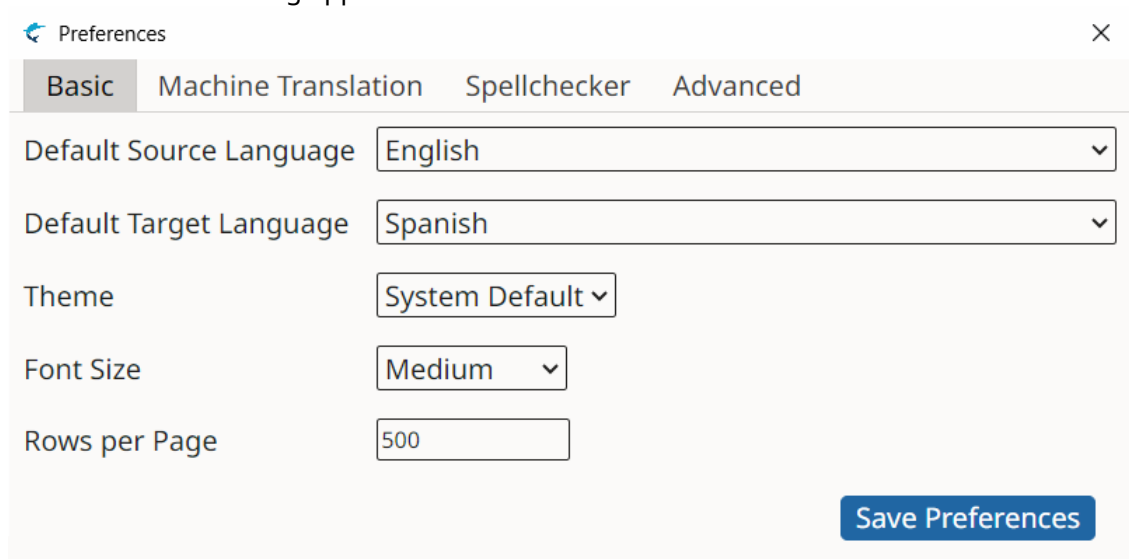 Preferences
Basic Machine Translation Spellchecker Advanced
Default Source Language English
Default Target Language Spanish
Theme System Default
Font Size Medium
Rows per Page 500
Save Preferences